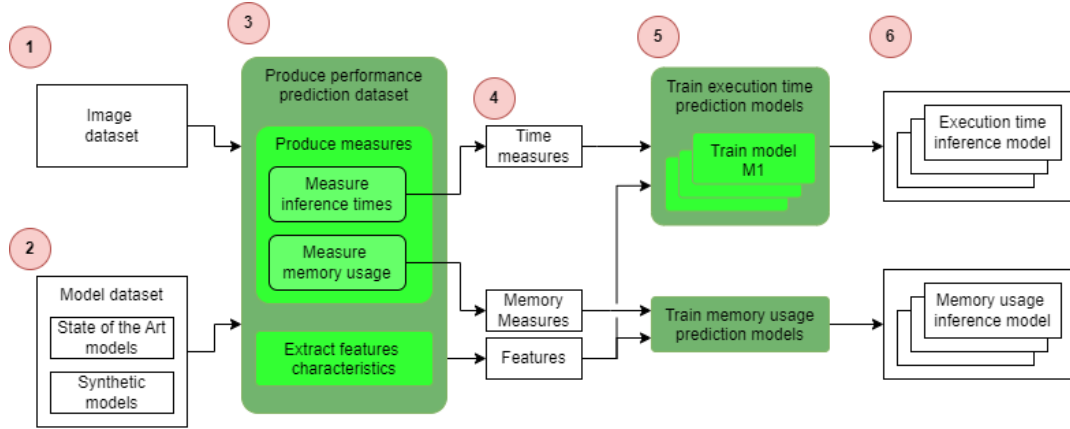 1
Image
dataset
2
Model dataset
State of the Art
models
Synthetic
models
3
Produce performance
prediction dataset
Produce measures
Measure
inference times
Measure
memory usage
Extract features
characteristics
4
Time
measures
Memory
Measures
Features
5
Train execution time
prediction models
Train model
M1
Train memory usage
prediction models
6
Execution time
inference model
Memory usage
inference model